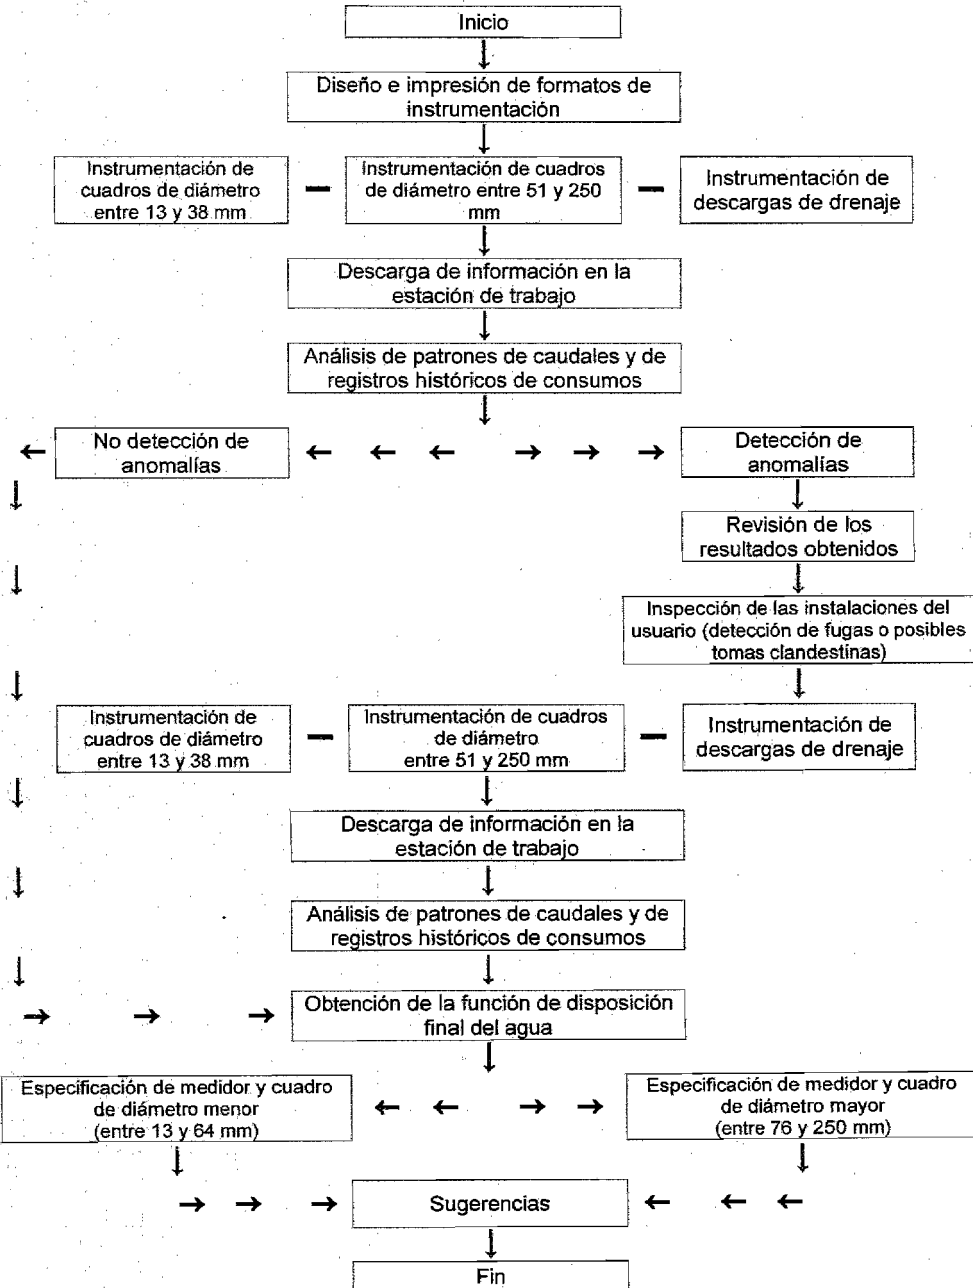 Inicio
Diseño e impresión de formatos de
instrumentación
Instrumentación de
cuadros de diámetro
entre 13 y 38 mm
Instrumentación de cuadros
de diámetro entre 51 y 250
mm
Instrumentación de
descargas de drenaje
Descarga de información en la
estación de trabajo
Análisis de patrones de caudales y de
registros históricos de consumos
No detección de
anomalías
Detección de
anomalías
Revisión de los
resultados obtenidos
Inspección de las instalaciones del
usuario (detección de fugas o posibles
tomas clandestinas)
Instrumentación de
cuadros de diámetro
entre 13 y 38 mm
Instrumentación de cuadros
de diámetro
entre 51 y 250 mm
Instrumentación de
descargas de drenaje
Descarga de información en la
estación de trabajo
Análisis de patrones de caudales y de
registros históricos de consumos
Obtención de la función de disposición
final del agua
Especificación de medidor y cuadro
de diámetro menor
(entre 13 y 64 mm)
Especificación de medidor y cuadro
de diámetro mayor
(entre 76 y 250 mm)
Sugerencias
Fin